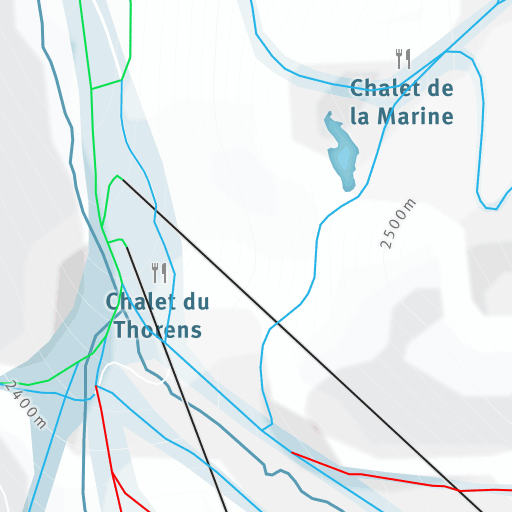 Chalet de
la Marine
2500m
Chalet du
Thorens
2400m